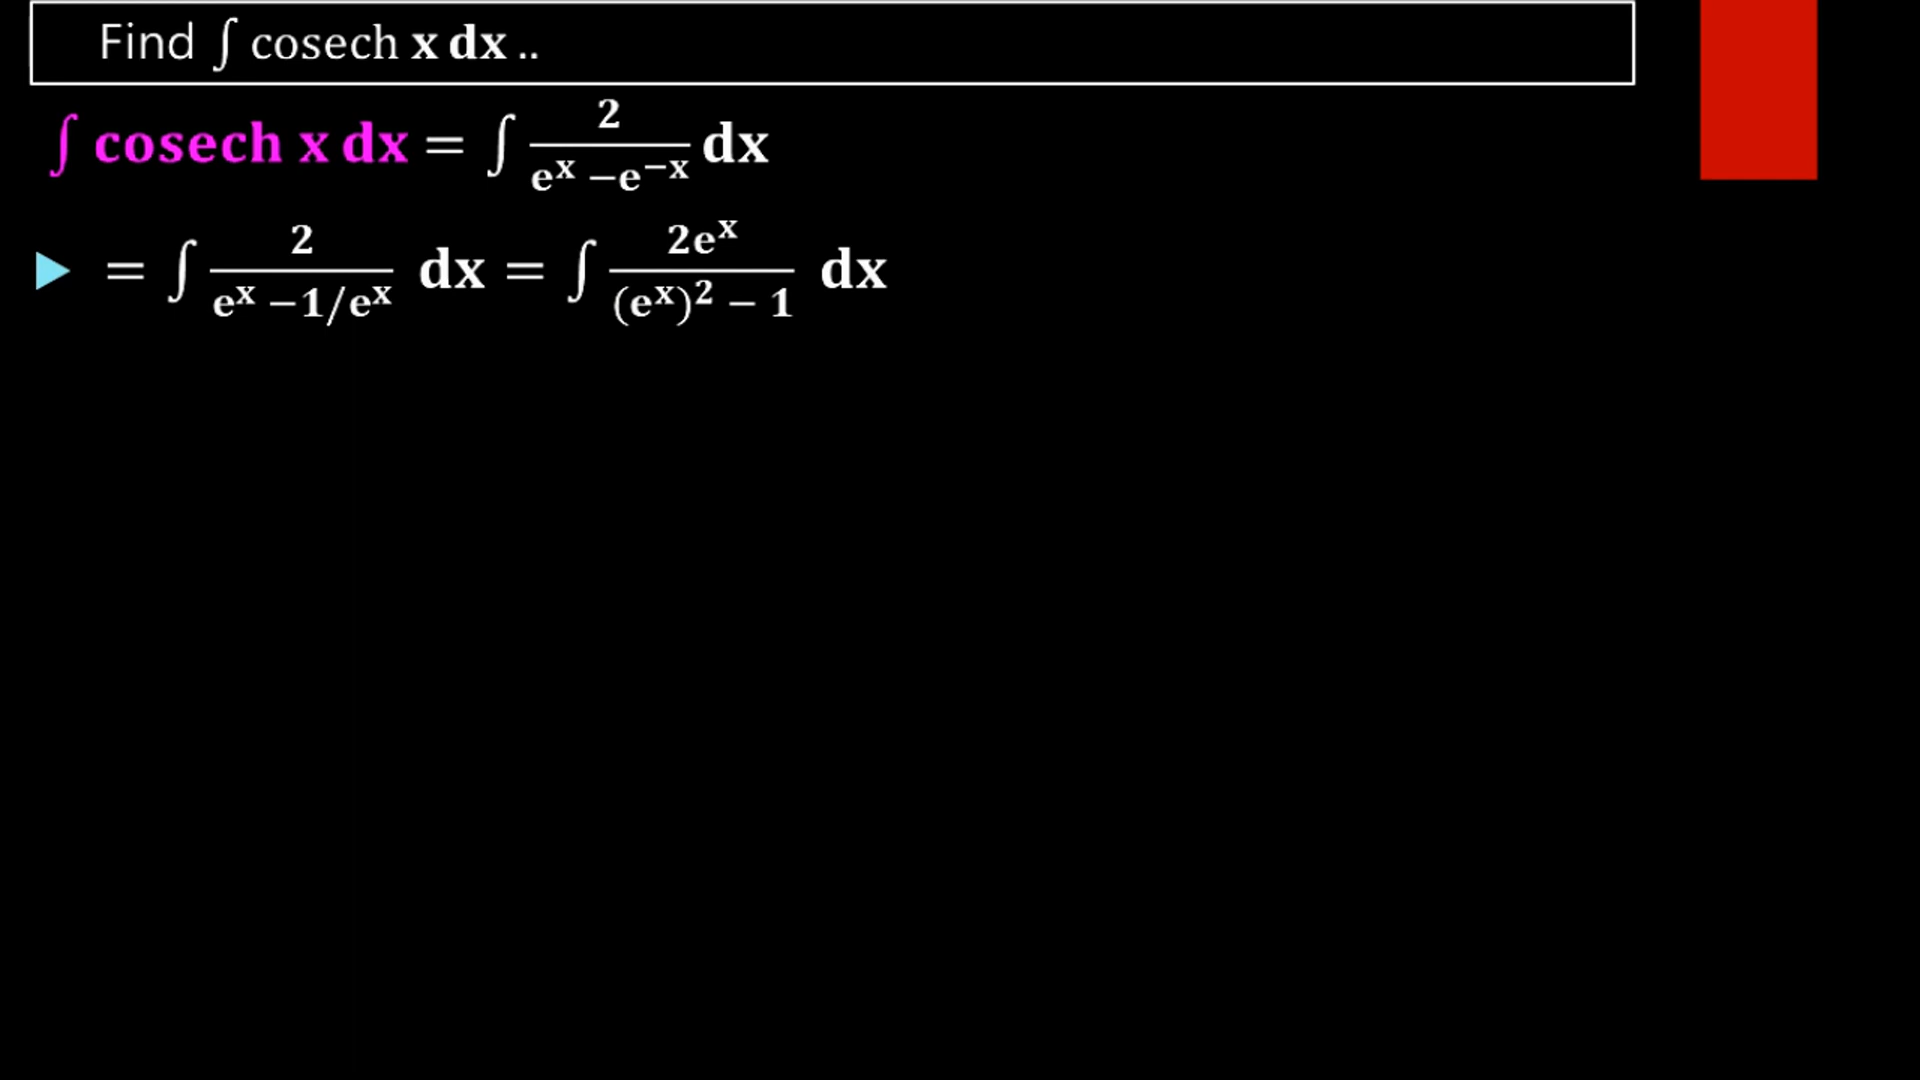 Find ∫ cosech x dx ..
∫ cosech x dx = ∫ 2/(eˣ −e⁻ˣ) dx
= ∫ 2/(eˣ −1/eˣ) dx = ∫ 2eˣ/((eˣ)² − 1) dx